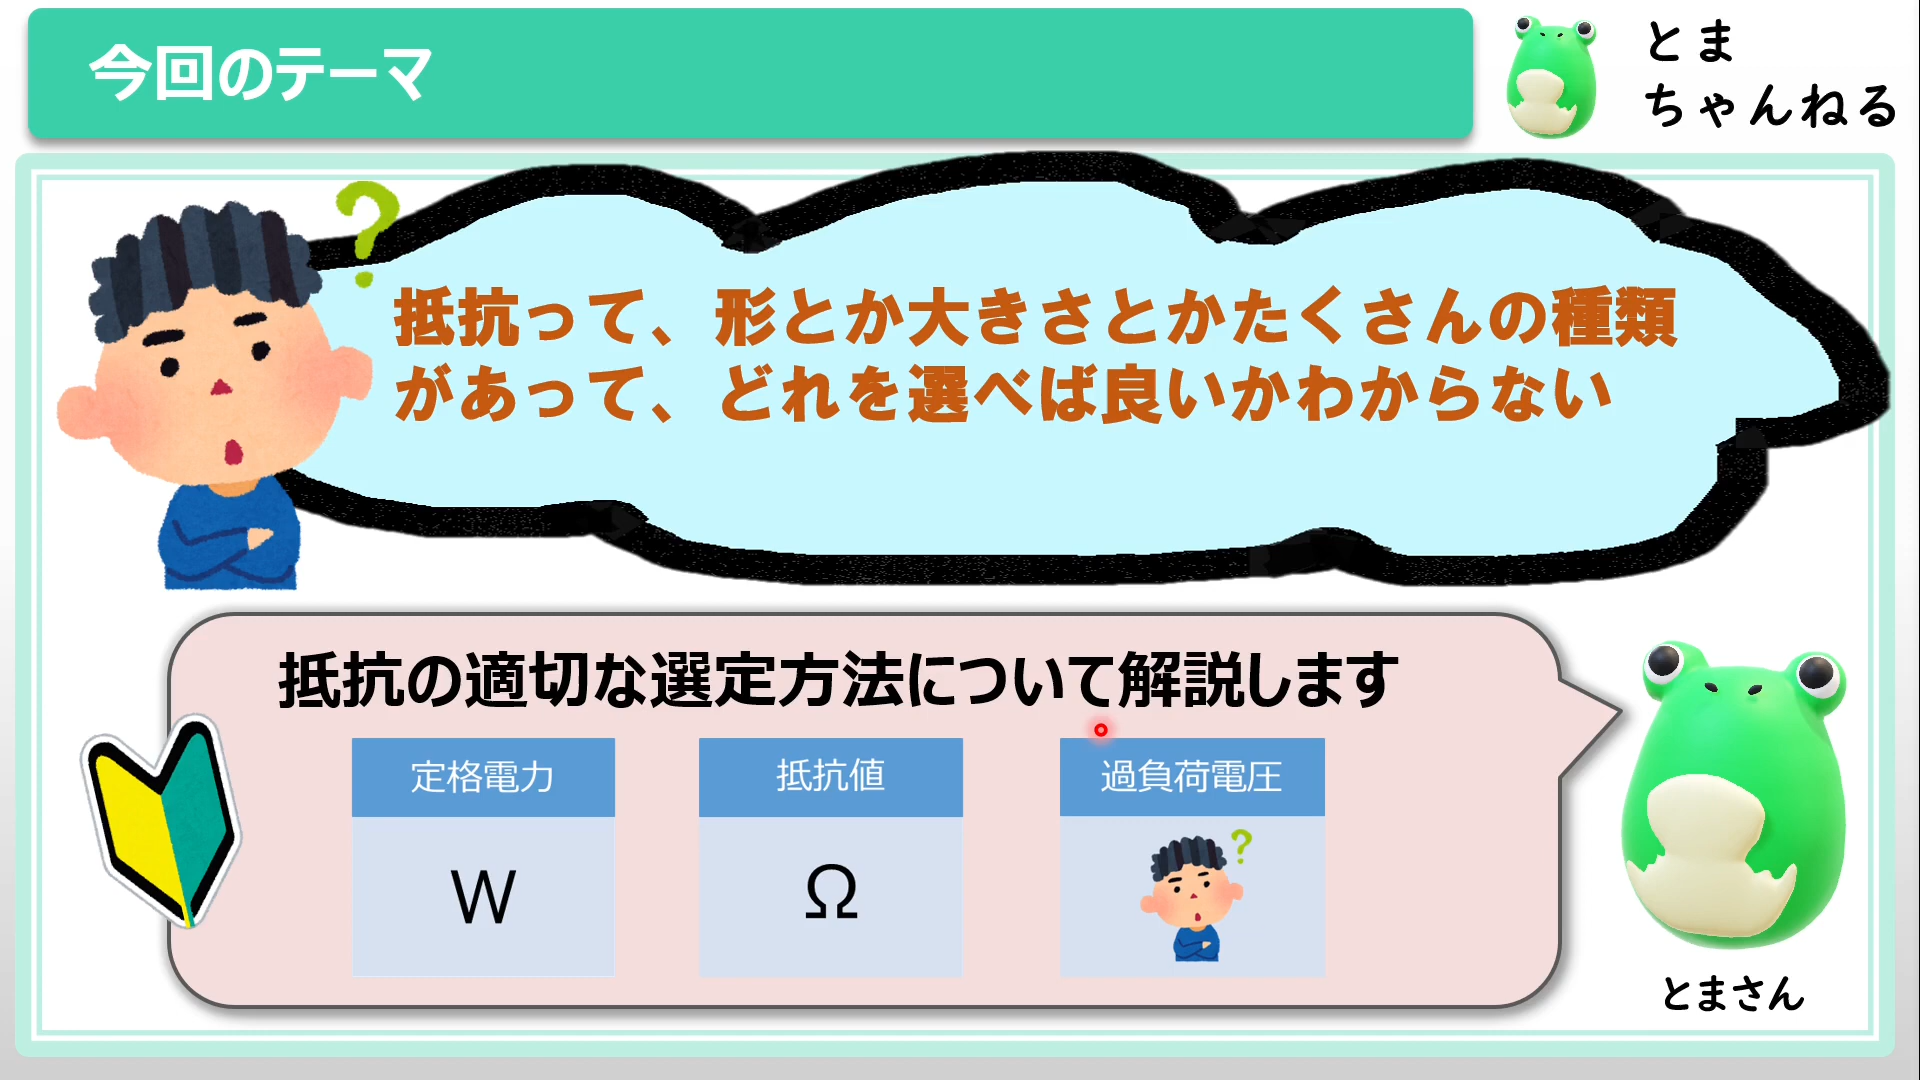 今回のテーマ
とま
ちゃんねる
?
抵抗って、形とか大きさとかたくさんの種類
があって、どれを選べば良いかわからない
抵抗の適切な選定方法について解説します
定格電力
抵抗値
過負荷電圧
W
Ω
?
とまさん